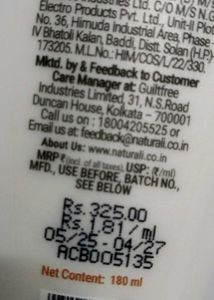 Industries Ltd. C/O M/S N.
Electro Products Pvt. Ltd., Unit-II Plot
No. 36, Himuda Industrial Area, Phase
IV Bhatoli Kalan, Baddi, Distt. Solan (H.P.)-
173205. M.L.No.: HIM/COS/L/22/330.
Mktd. by & Feedback to Customer
Care Manager at: Guiltfree
Industries Limited, 31, N.S.Road
Duncan House, Kolkata – 700001
Call us on : 18004205525 or
Email us at: feedback@naturali.co.in
About Us: www.naturali.co.in
MRP ₹ (incl. of all taxes), USP: (₹/ml)
MFD., USE BEFORE, BATCH NO.,
SEE BELOW
Rs.325.00
Rs.1.81/ml
05/25-04/27
ACB005135
Net Content: 180 ml